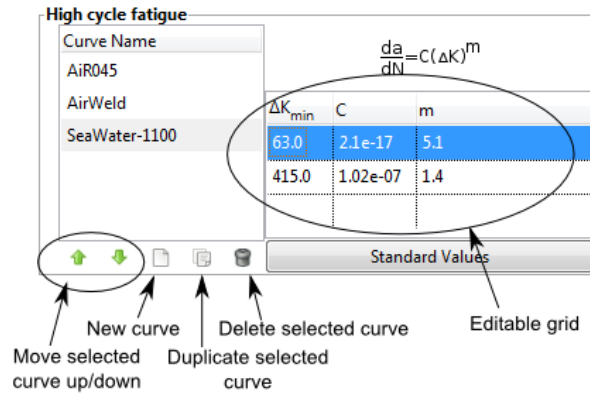 High cycle fatigue
Curve Name
AiR045
AirWeld
SeaWater-1100
da/dN=C(ΔK)^m
ΔKmin C m
63.0 2.1e-17 5.1
415.0 1.02e-07 1.4
Standard Values
New curve
Delete selected curve
Editable grid
Move selected
curve up/down
Duplicate selected
curve